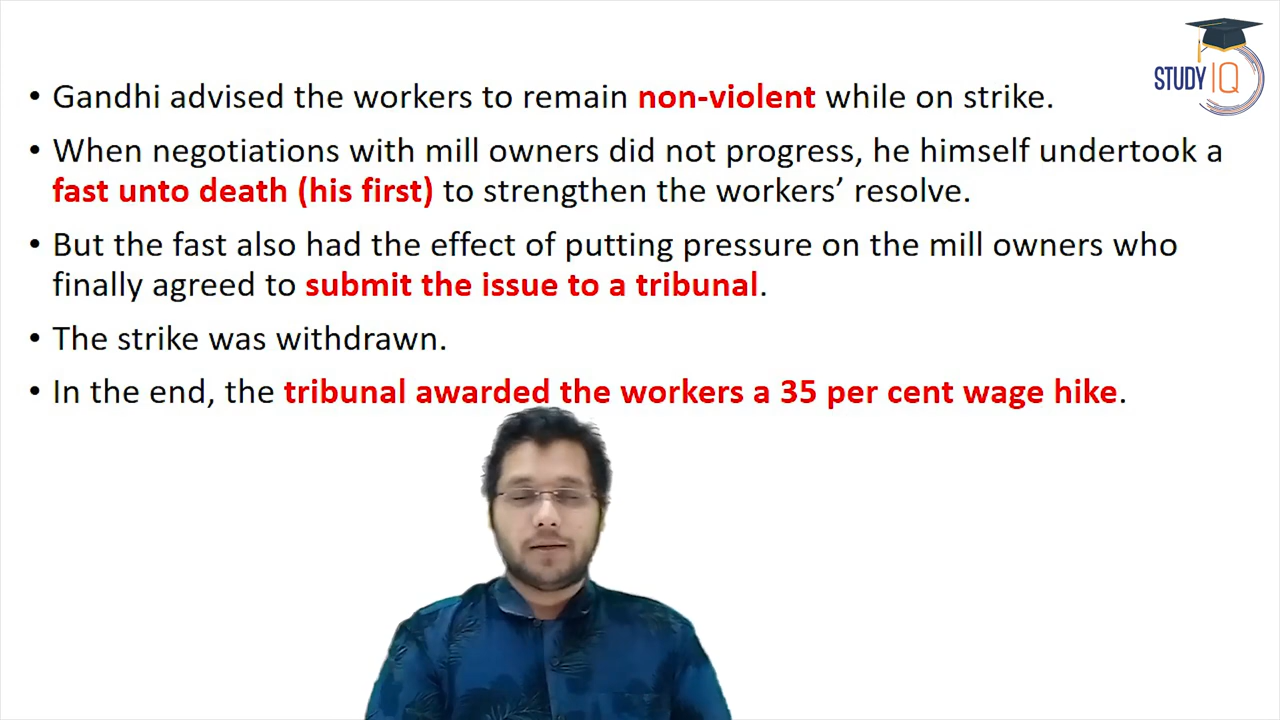 STUDY IQ
• Gandhi advised the workers to remain non-violent while on strike.
• When negotiations with mill owners did not progress, he himself undertook a
fast unto death (his first) to strengthen the workers’ resolve.
• But the fast also had the effect of putting pressure on the mill owners who
finally agreed to submit the issue to a tribunal.
• The strike was withdrawn.
• In the end, the tribunal awarded the workers a 35 per cent wage hike.